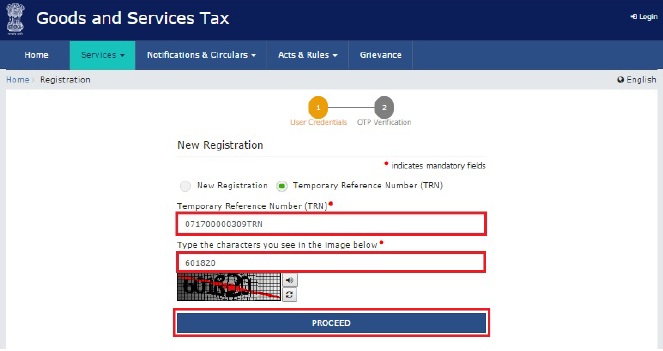 Goods and Services Tax
Login
Home Services Notifications & Circulars Acts & Rules Grievance
Home Registration English
1 2
User Credentials OTP Verification
New Registration
• indicates mandatory fields
New Registration Temporary Reference Number (TRN)
Temporary Reference Number (TRN)•
071700000309TRN
Type the characters you see in the image below •
601820
PROCEED